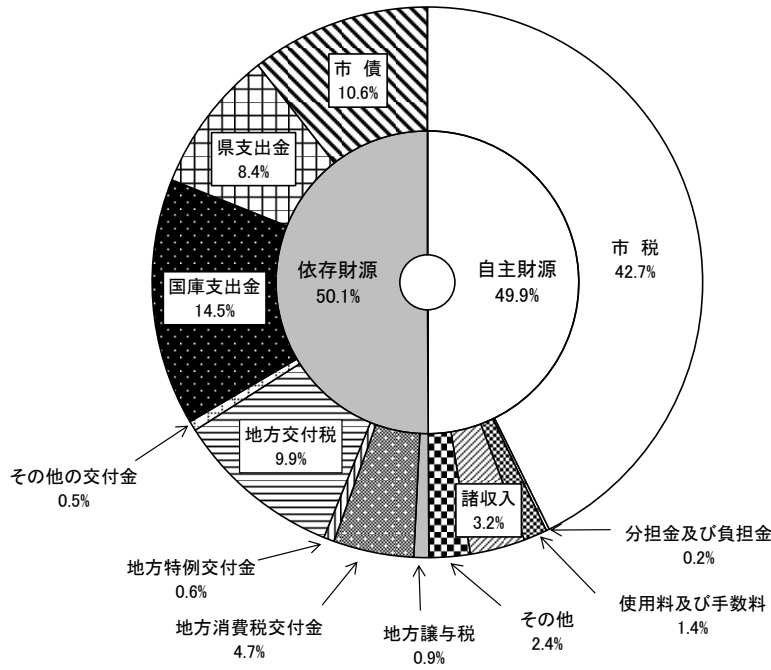 市 債
10.6%
県支出金
8.4%
国庫支出金
14.5%
依存財源
50.1%
自主財源
49.9%
市 税
42.7%
地方交付税
9.9%
その他の交付金
0.5%
地方特例交付金
0.6%
地方消費税交付金
4.7%
地方譲与税
0.9%
その他
2.4%
諸収入
3.2%
使用料及び手数料
1.4%
分担金及び負担金
0.2%